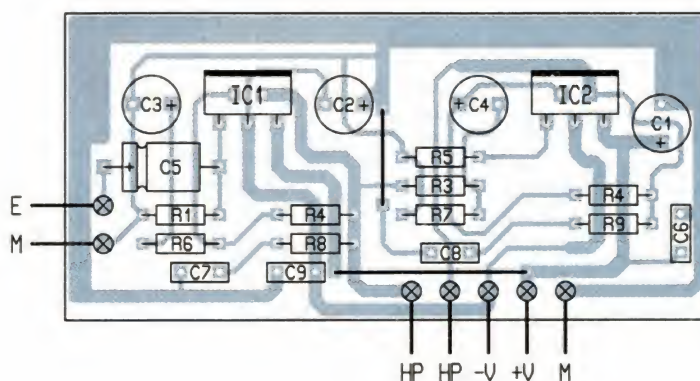 C3+ IC1 C2+ +C4 IC2 C1 +
+ C5 R5
R3 R4
E R1 R4 R7 R9 C6
M R6 R8 C8
C7 C9
HP HP -V +V M